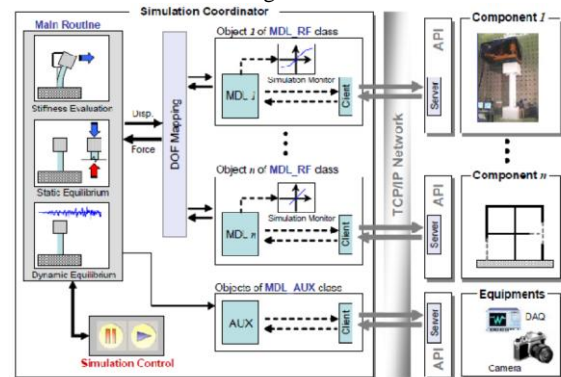 Simulation Coordinator
Main Routine
Stiffness Evaluation
Static Equilibrium
Dynamic Equilibrium
Simulation Control
Disp.
Force
DOF Mapping
Object 1 of MDL_RF class
Simulation Monitor
MDL 1
Client
Object n of MDL_RF class
Simulation Monitor
MDL n
Client
Objects of MDL_AUX class
AUX
Client
TCP/IP Network
API
Server
Component 1
API
Server
Component n
API
Server
Equipments
DAQ
Camera